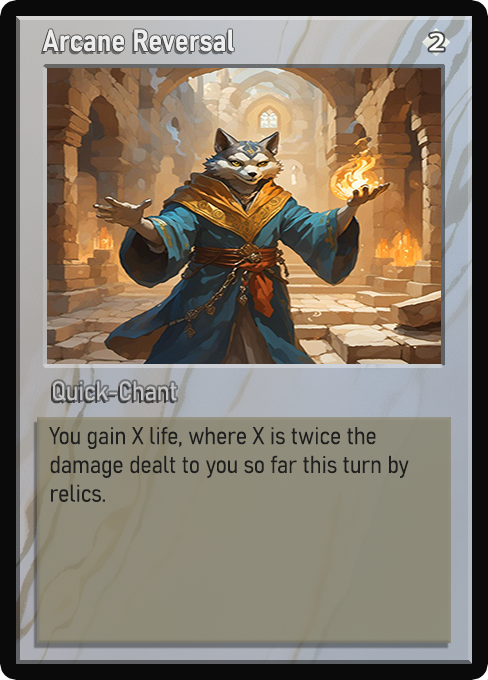 Arcane Reversal
2
Quick-Chant
You gain X life, where X is twice the
damage dealt to you so far this turn by
relics.